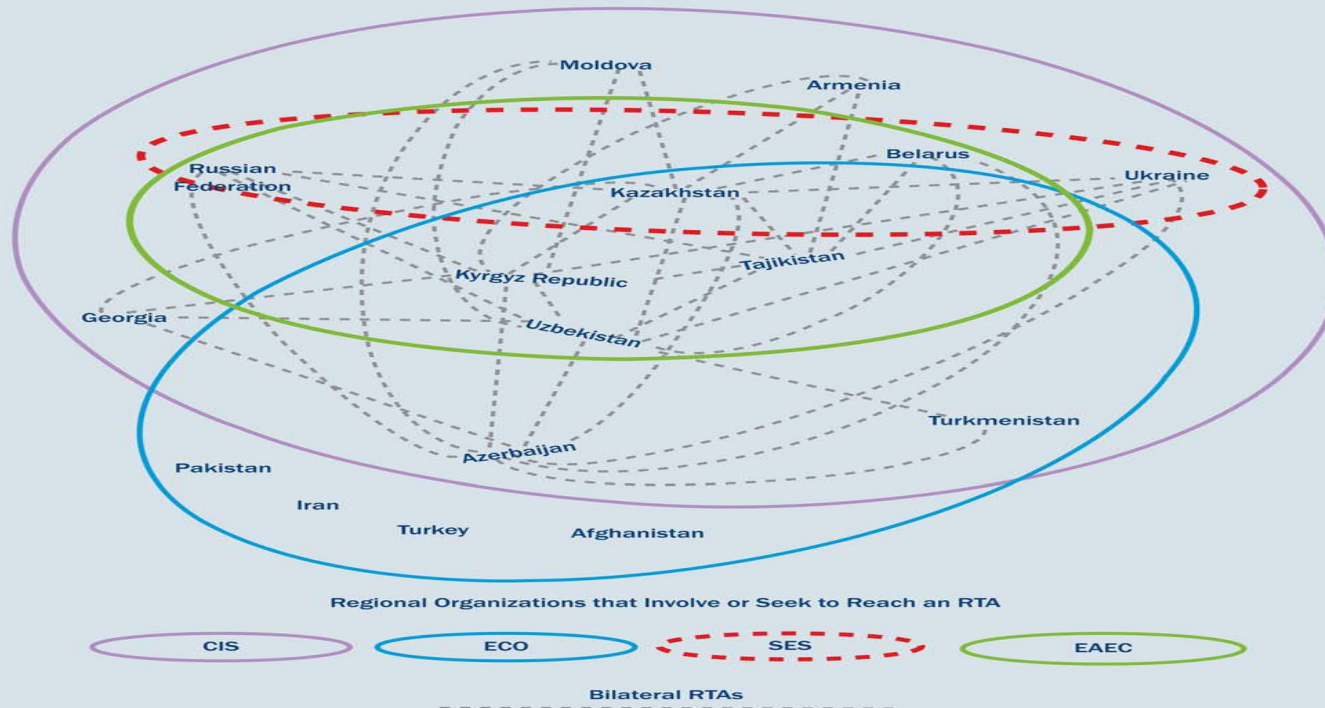 Moldova
Armenia
Belarus
Russian
Federation
Kazakhstan
Ukraine
Tajikistan
Kyrgyz Republic
Georgia
Uzbekistan
Turkmenistan
Azerbaijan
Pakistan
Iran
Turkey
Afghanistan
Regional Organizations that Involve or Seek to Reach an RTA
CIS
ECO
SES
EAEC
Bilateral RTAs